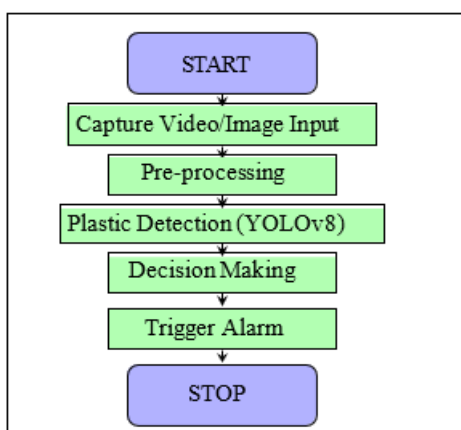 START
Capture Video/Image Input
Pre-processing
Plastic Detection (YOLOv8)
Decision Making
Trigger Alarm
STOP